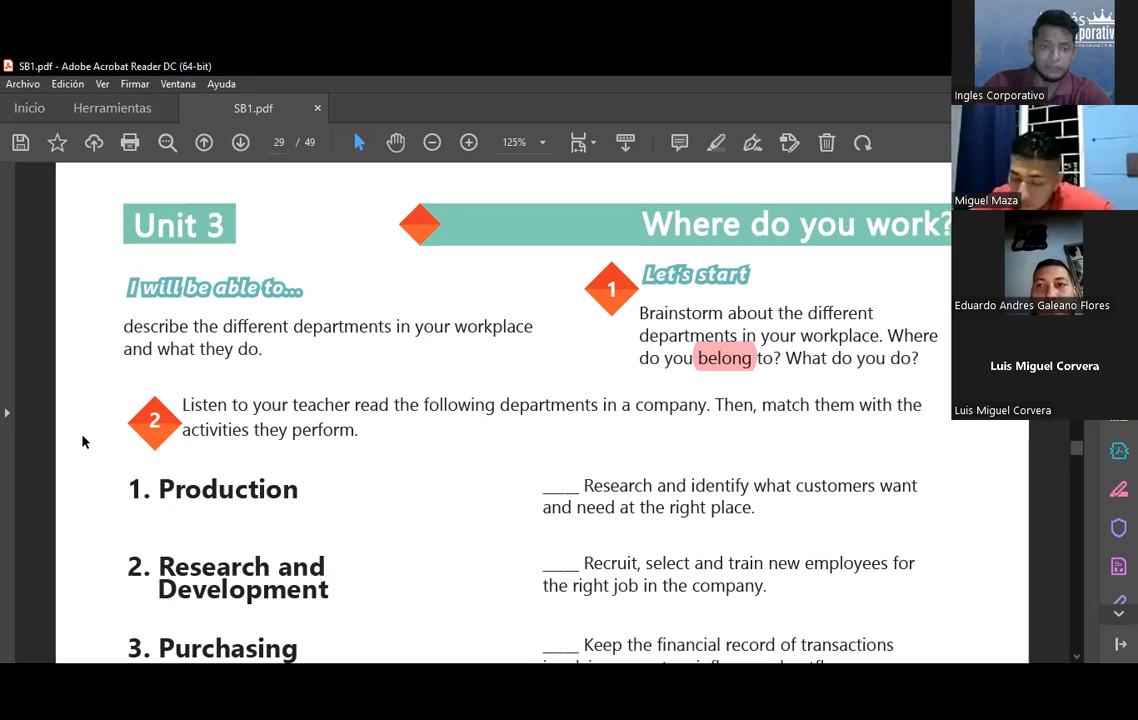 SB1.pdf - Adobe Acrobat Reader DC (64-bit)
Archivo Edición Ver Firmar Ventana Ayuda
Inicio Herramientas SB1.pdf ×
29 / 49 125%
Unit 3 Where do you work?
I will be able to...
describe the different departments in your workplace
and what they do.
1 Let's start
Brainstorm about the different
departments in your workplace. Where
do you belong to? What do you do?
2 Listen to your teacher read the following departments in a company. Then, match them with the
activities they perform.
1. Production
____ Research and identify what customers want
and need at the right place.
2. Research and
Development
____ Recruit, select and train new employees for
the right job in the company.
3. Purchasing
____ Keep the financial record of transactions
Ingles Corporativo
Miguel Maza
Eduardo Andres Galeano Flores
Luis Miguel Corvera
Luis Miguel Corvera